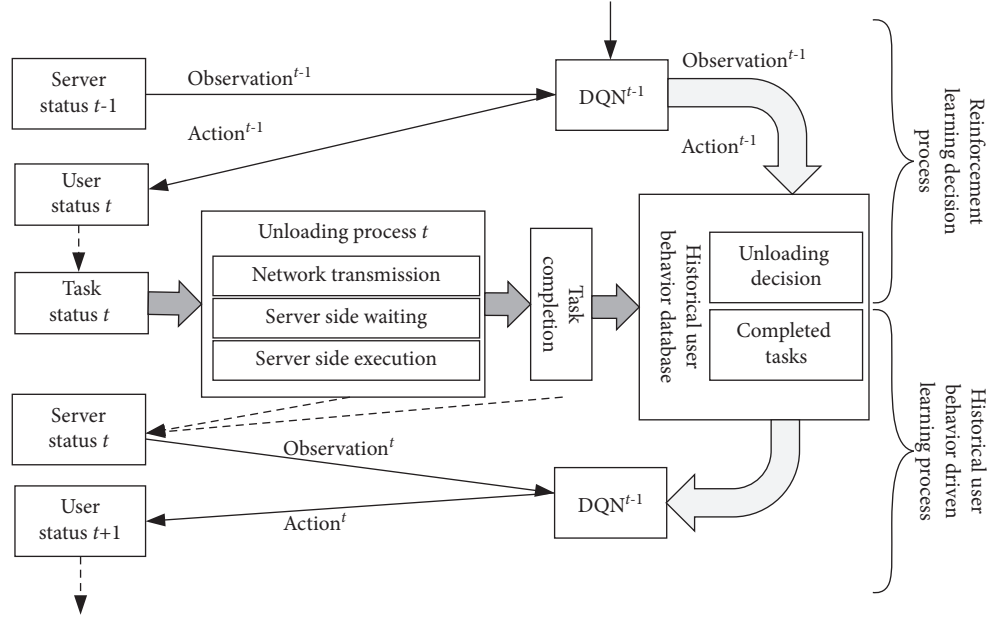 Server
status t-1
Observation^t-1
Action^t-1
DQN^t-1
Observation^t-1
Action^t-1
Reinforcement
learning decision
process
User
status t
Task
status t
Unloading process t
Network transmission
Server side waiting
Server side execution
Task
completion
Historical user
behavior database
Unloading
decision
Completed
tasks
Server
status t
Observation^t
User
status t+1
Action^t
DQN^t-1
Historical user
behavior driven
learning process